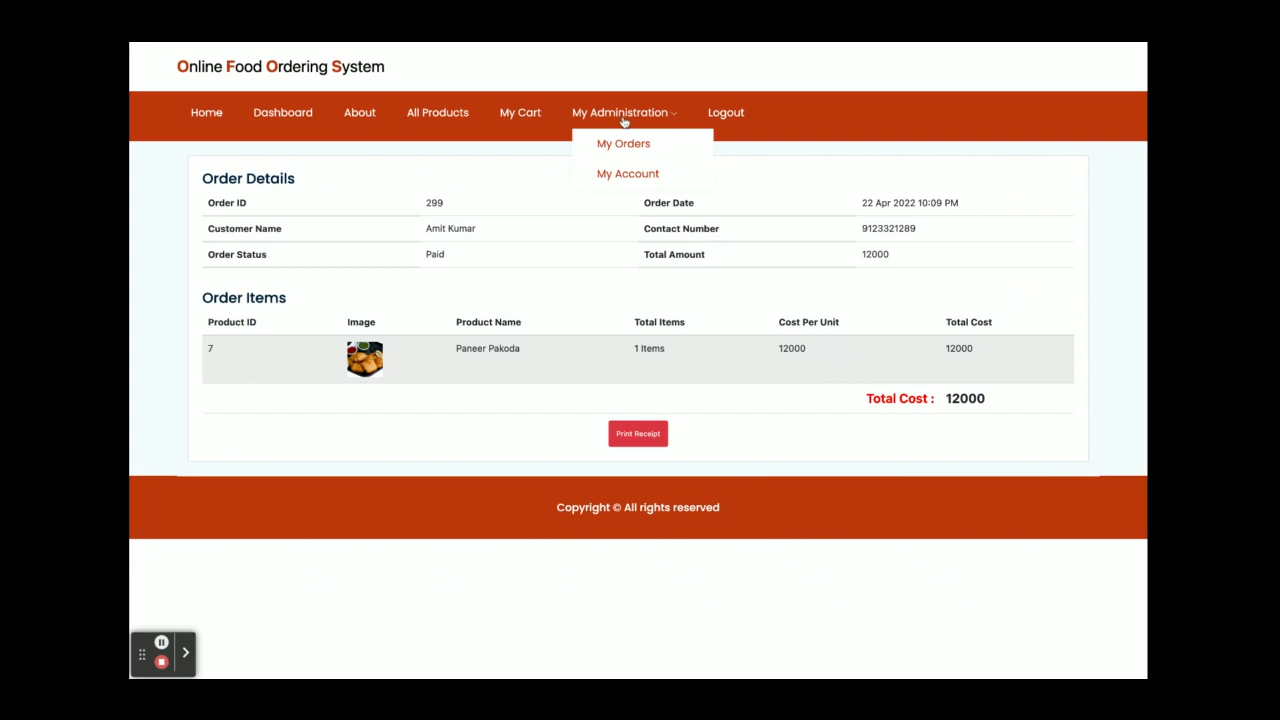 Online Food Ordering System
Home Dashboard About All Products My Cart My Administration Logout
My Orders
My Account
Order Details
Order ID 299 Order Date 22 Apr 2022 10:09 PM
Customer Name Amit Kumar Contact Number 9123321289
Order Status Paid Total Amount 12000
Order Items
Product ID Image Product Name Total Items Cost Per Unit Total Cost
7 Paneer Pakoda 1 Items 12000 12000
Total Cost : 12000
Print Receipt
Copyright © All rights reserved